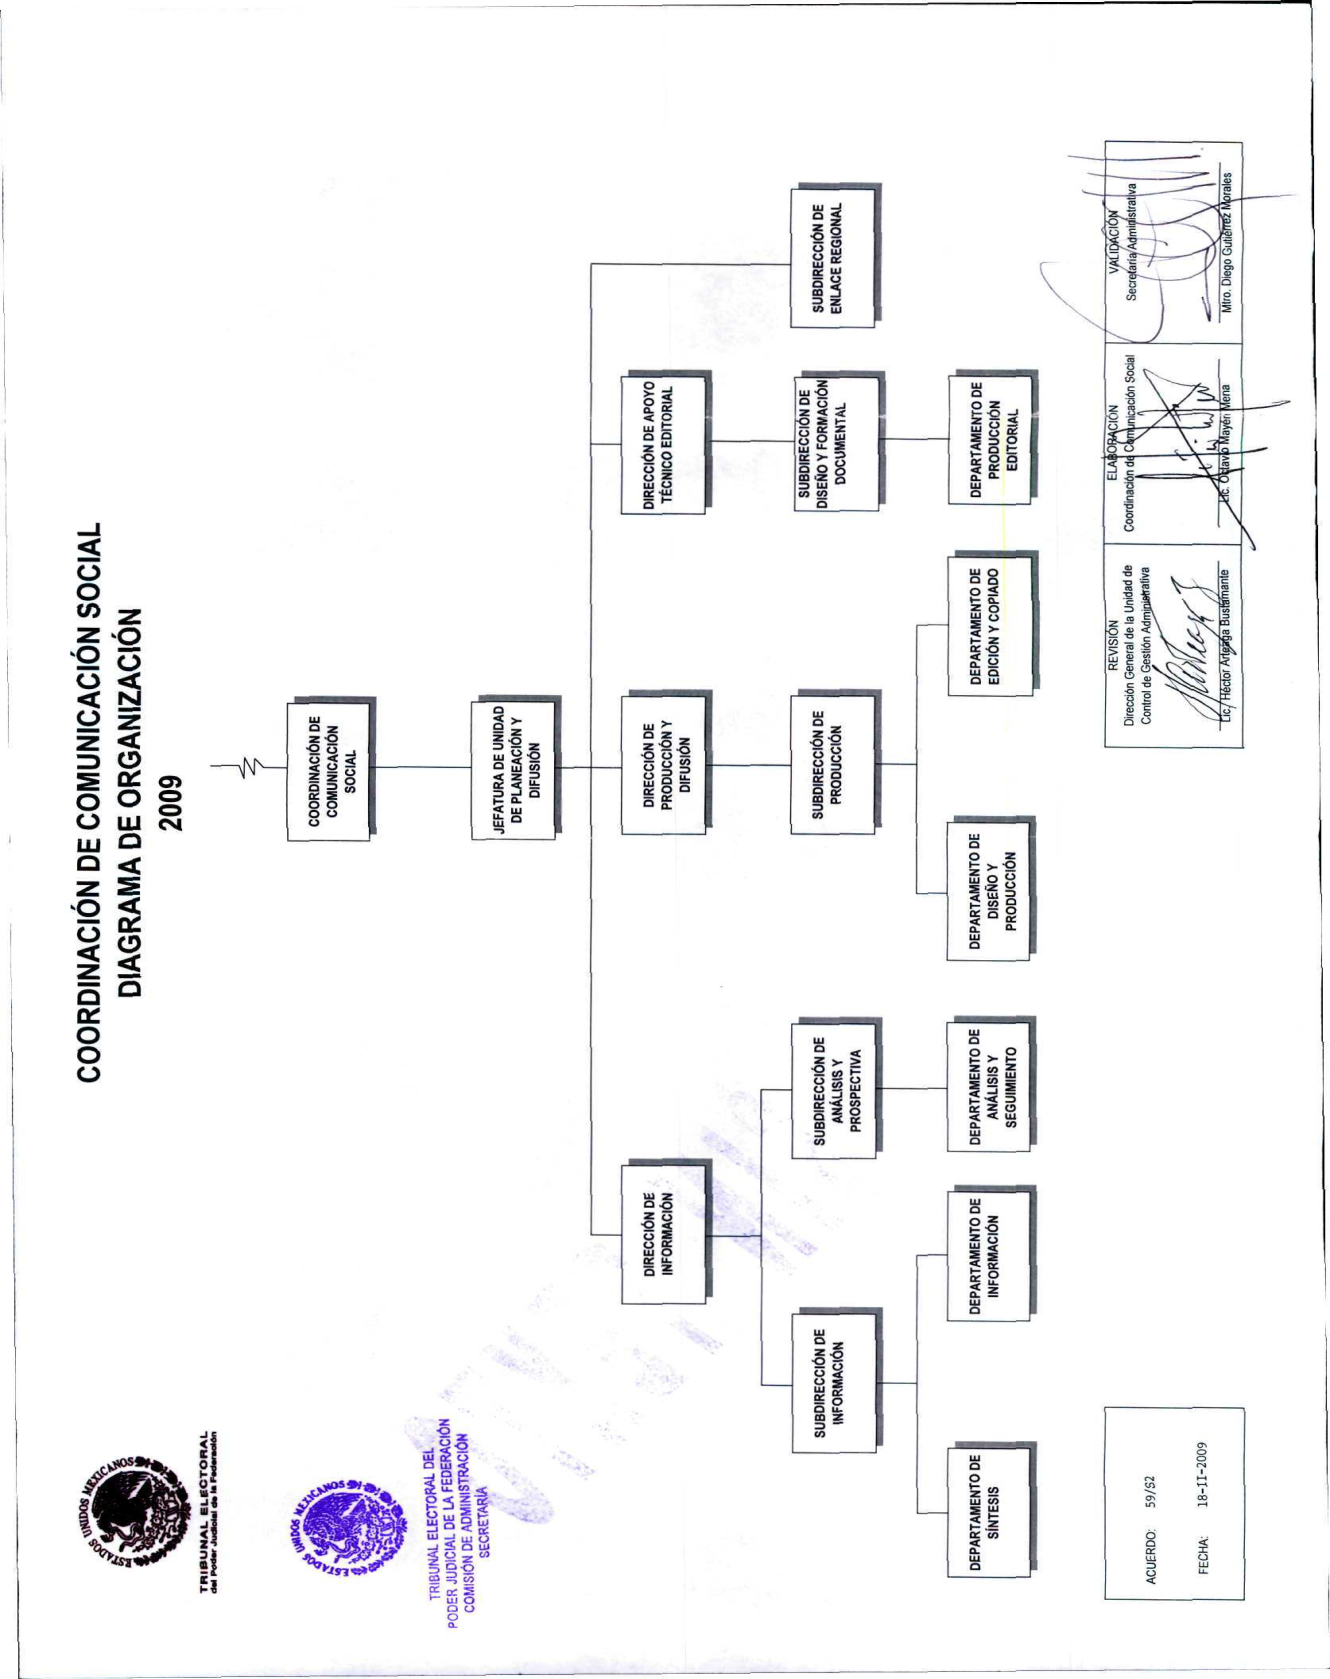 COORDINACIÓN DE COMUNICACIÓN SOCIAL
DIAGRAMA DE ORGANIZACIÓN
2009
ESTADOS UNIDOS MEXICANOS
TRIBUNAL ELECTORAL
del Poder Judicial de la Federación
ESTADOS UNIDOS MEXICANOS
TRIBUNAL ELECTORAL DEL
PODER JUDICIAL DE LA FEDERACIÓN
COMISIÓN DE ADMINISTRACIÓN
SECRETARÍA
COORDINACIÓN DE
COMUNICACIÓN
SOCIAL
JEFATURA DE UNIDAD
DE PLANEACIÓN Y
DIFUSIÓN
DIRECCIÓN DE
INFORMACIÓN
DIRECCIÓN DE
PRODUCCIÓN Y
DIFUSIÓN
DIRECCIÓN DE APOYO
TÉCNICO EDITORIAL
SUBDIRECCIÓN DE
INFORMACIÓN
SUBDIRECCIÓN DE
ANÁLISIS Y
PROSPECTIVA
SUBDIRECCIÓN DE
PRODUCCIÓN
SUBDIRECCIÓN DE
DISEÑO Y FORMACIÓN
DOCUMENTAL
SUBDIRECCIÓN DE
ENLACE REGIONAL
DEPARTAMENTO DE
SÍNTESIS
DEPARTAMENTO DE
INFORMACIÓN
DEPARTAMENTO DE
ANÁLISIS Y
SEGUIMIENTO
DEPARTAMENTO DE
DISEÑO Y
PRODUCCIÓN
DEPARTAMENTO DE
EDICIÓN Y COPIADO
DEPARTAMENTO DE
PRODUCCIÓN
EDITORIAL
ACUERDO: 59/S2
FECHA: 18-II-2009
REVISIÓN
Dirección General de la Unidad de
Control de Gestión Administrativa
Lic. Héctor Arteaga Bustamante
ELABORACIÓN
Coordinación de Comunicación Social
Lic. Octavio Mayén Mena
VALIDACIÓN
Secretaría Administrativa
Mtro. Diego Gutiérrez Morales